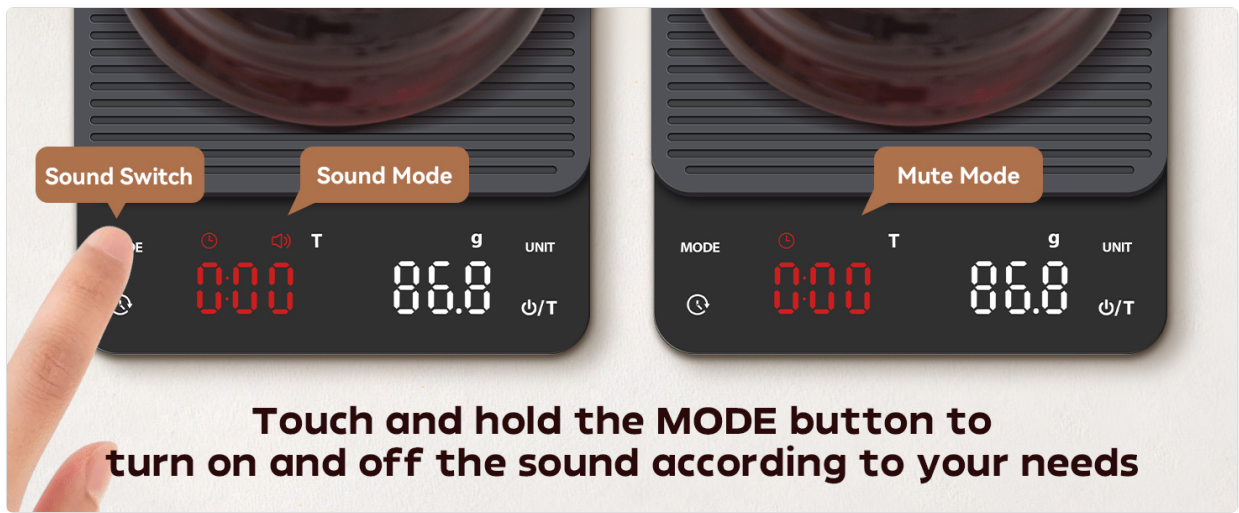 Sound Switch
Sound Mode
DE
T
g
UNIT
0:00
86.8
⏻/T
Mute Mode
MODE
T
g
UNIT
0:00
86.8
⏻/T
Touch and hold the MODE button to
turn on and off the sound according to your needs